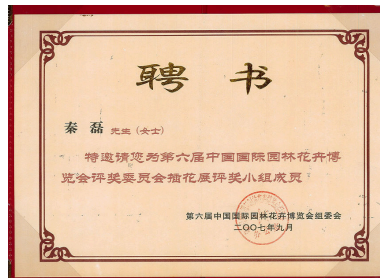 聘书
秦磊 先生（女士）
特邀请您为第六届中国国际园林花卉博
览会评奖委员会插花展评奖小组成员。
第六届中国国际园林花卉博览会组委会
二〇〇七年九月